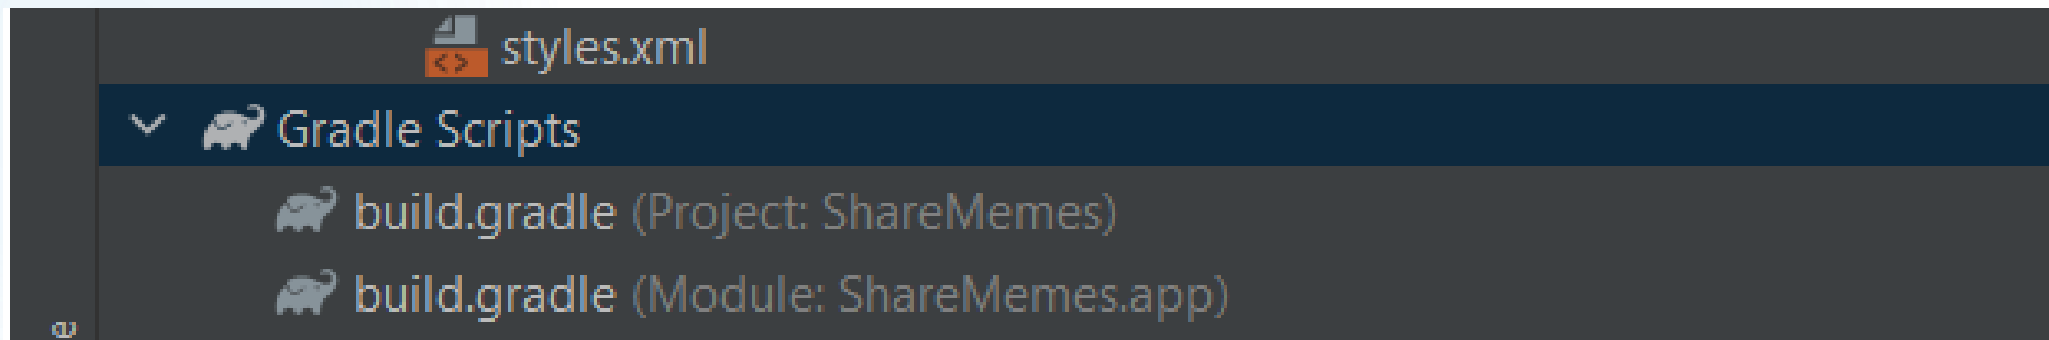 styles.xml
Gradle Scripts
build.gradle (Project: ShareMemes)
build.gradle (Module: ShareMemes.app)